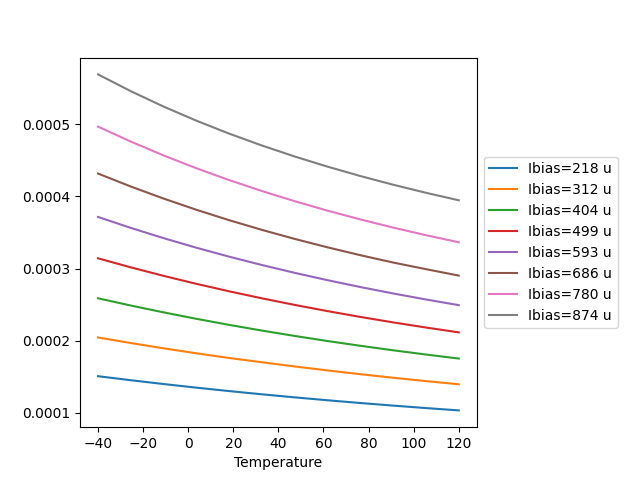 0.0005
0.0004
0.0003
0.0002
0.0001
−40 −20 0 20 40 60 80 100 120
Temperature
Ibias=218 u
Ibias=312 u
Ibias=404 u
Ibias=499 u
Ibias=593 u
Ibias=686 u
Ibias=780 u
Ibias=874 u